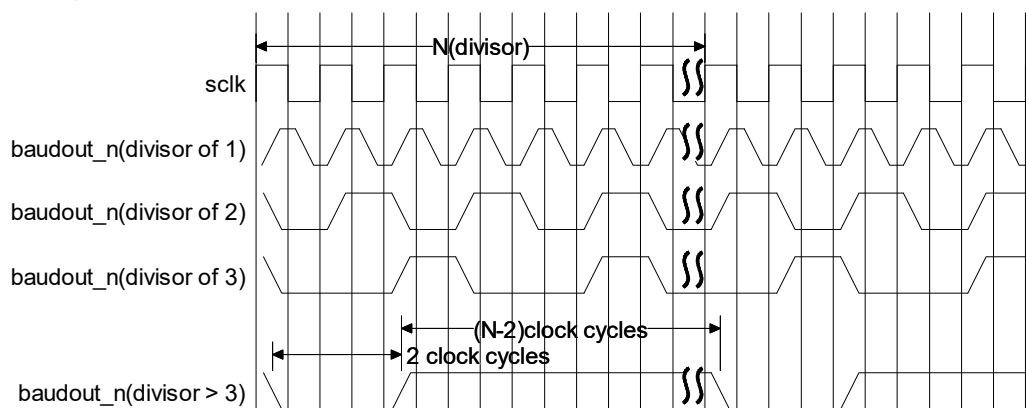 N(divisor)
sclk
baudout_n(divisor of 1)
baudout_n(divisor of 2)
baudout_n(divisor of 3)
(N-2)clock cycles
2 clock cycles
baudout_n(divisor > 3)